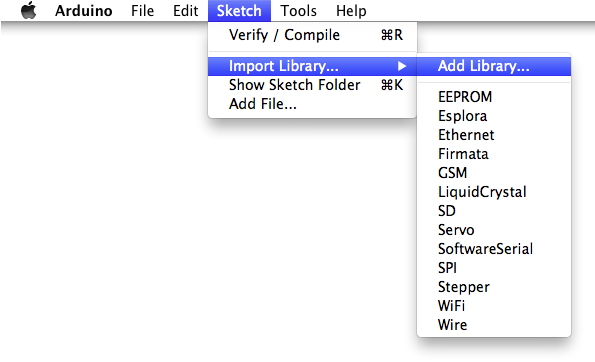 Arduino File Edit Sketch Tools Help
Verify / Compile ⌘R
Import Library... ▶
Add Library...
Show Sketch Folder ⌘K
Add File...
EEPROM
Esplora
Ethernet
Firmata
GSM
LiquidCrystal
SD
Servo
SoftwareSerial
SPI
Stepper
WiFi
Wire